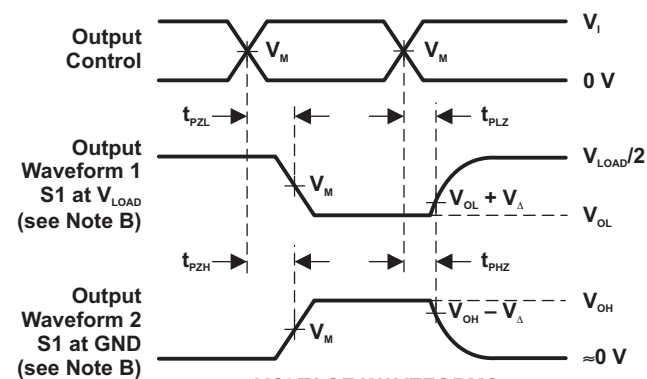 Output
Control
V_M
V_M
V_I
0 V
t_PZL
t_PLZ
Output
Waveform 1
S1 at V_LOAD
(see Note B)
V_M
V_OL + V_Δ
V_LOAD/2
V_OL
t_PZH
t_PHZ
Output
Waveform 2
S1 at GND
(see Note B)
V_M
V_OH − V_Δ
V_OH
≈0 V